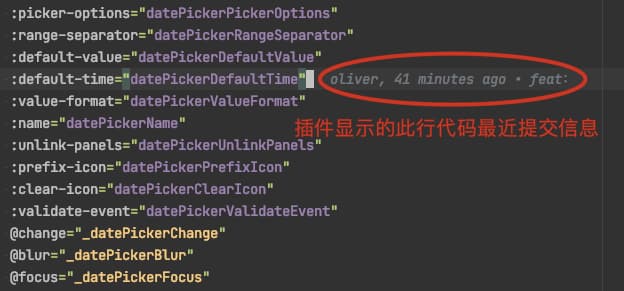 :picker-options="datePickerPickerOptions"
:range-separator="datePickerRangeSeparator"
:default-value="datePickerDefaultValue"
:default-time="datePickerDefaultTime" oliver, 41 minutes ago • feat:
:value-format="datePickerValueFormat"
插件显示的此行代码最近提交信息
:name="datePickerName"
:unlink-panels="datePickerUnlinkPanels"
:prefix-icon="datePickerPrefixIcon"
:clear-icon="datePickerClearIcon"
:validate-event="datePickerValidateEvent"
@change="_datePickerChange"
@blur="_datePickerBlur"
@focus="_datePickerFocus"